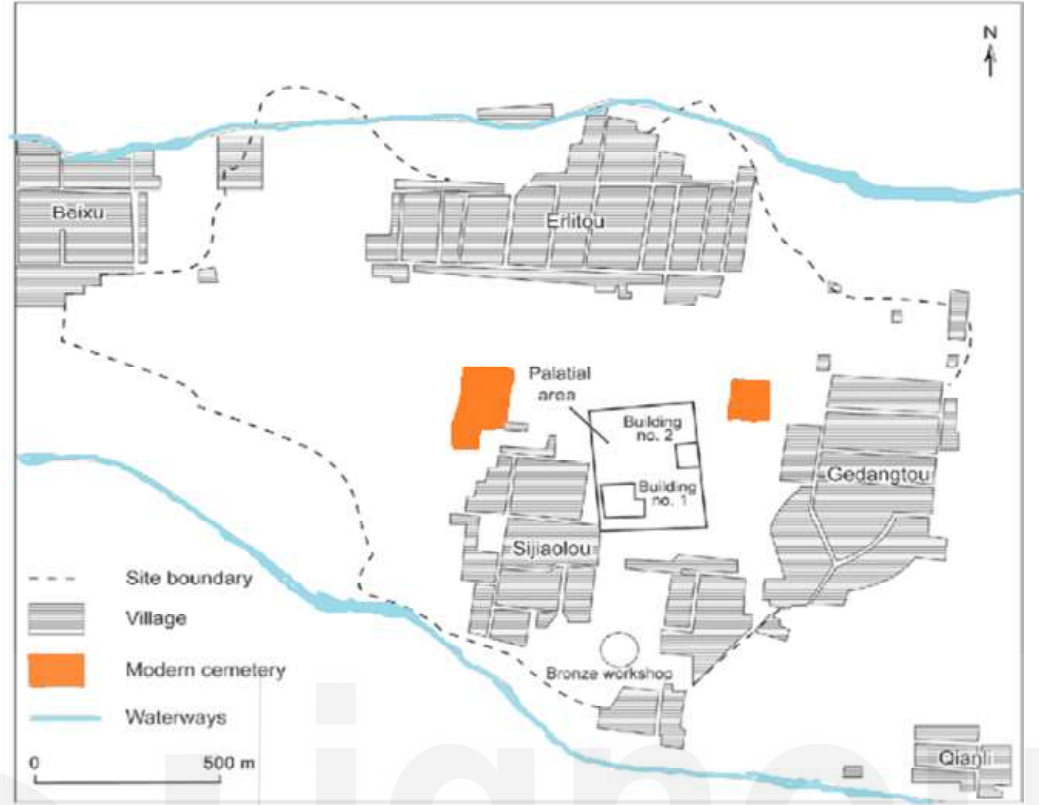 N
Beixu
Erlitou
Palatial
area
Building
no. 2
Building
no. 1
Gedangtou
Sijiaolou
Bronze workshop
Qianli
Site boundary
Village
Modern cemetery
Waterways
0 500 m